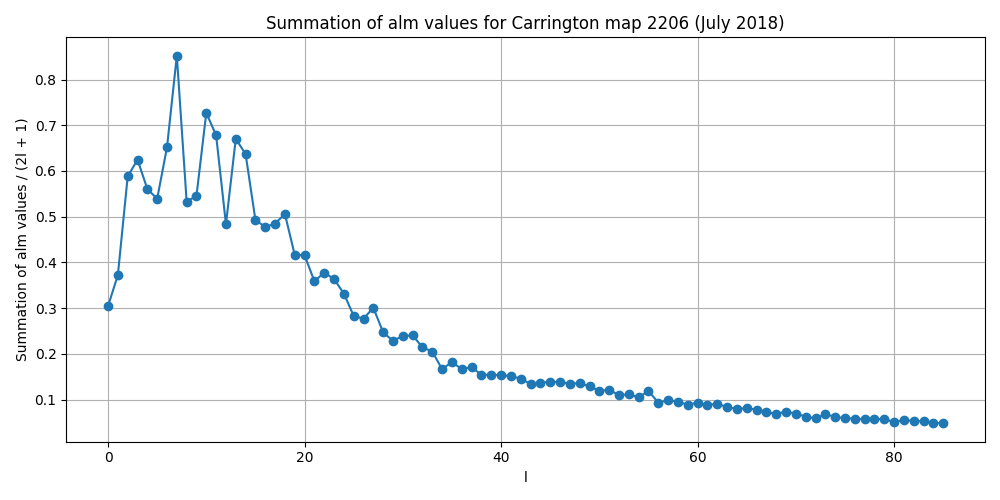 Summation of alm values for Carrington map 2206 (July 2018)
Summation of alm values / (2l + 1)
0.8
0.7
0.6
0.5
0.4
0.3
0.2
0.1
0 20 40 60 80
l